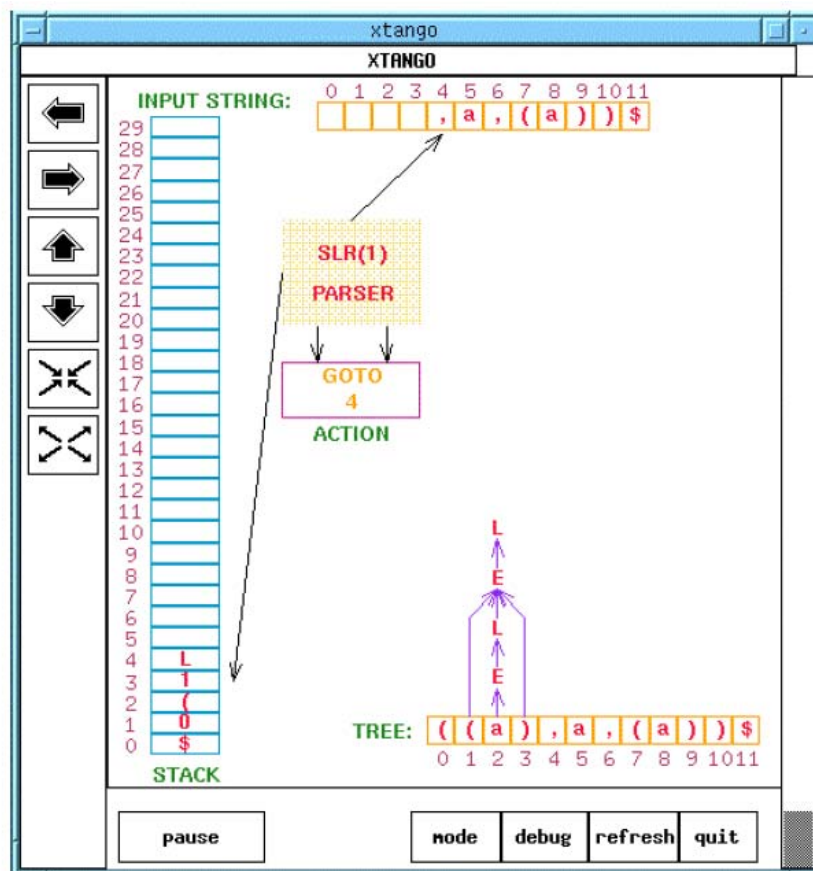 xtango
XTANGO
0 1 2 3 4 5 6 7 8 9 10 11
INPUT STRING: , a , ( a ) ) $
29
28
27
26
25
24
23
22
21
20
19
18
17
16
15
14
13
12
11
10
9
8
7
6
5
4 L
3 1
2 (
1 0
0 $
STACK
SLR(1)
PARSER
GOTO
4
ACTION
L
E
L
E
TREE: ( ( a ) , a , ( a ) ) $
0 1 2 3 4 5 6 7 8 9 10 11
pause
mode
debug
refresh
quit